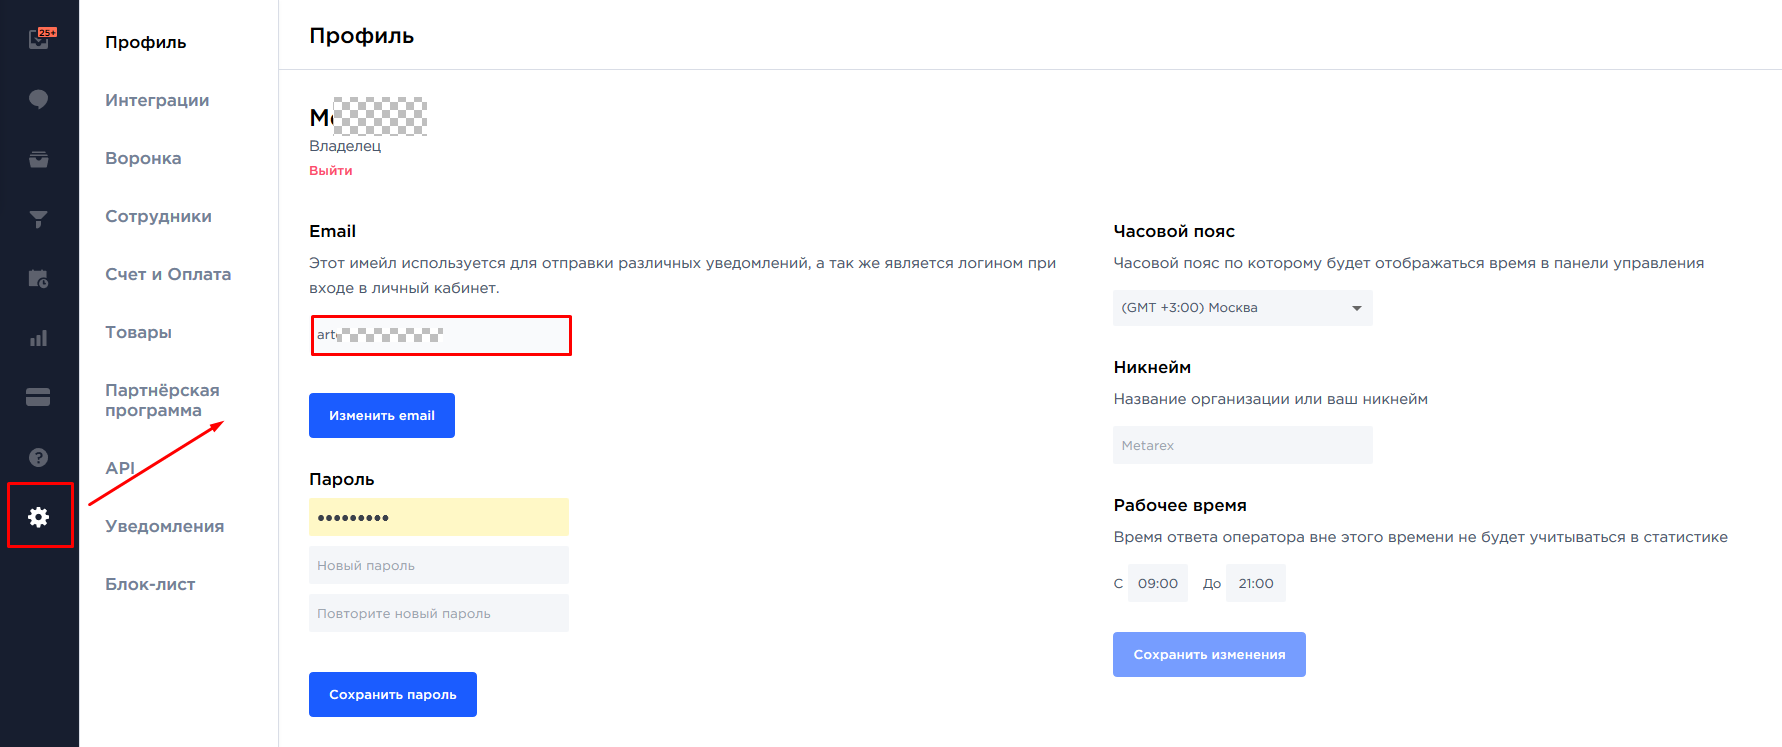 25+
Профиль
Интеграции
Воронка
Сотрудники
Счет и Оплата
Товары
Партнёрская
программа
API
Уведомления
Блок-лист
Профиль
Владелец
Выйти
Email
Этот имейл используется для отправки различных уведомлений, а так же является логином при
входе в личный кабинет.
Изменить email
Пароль
Новый пароль
Повторите новый пароль
Сохранить пароль
Часовой пояс
Часовой пояс по которому будет отображаться время в панели управления
(GMT +3:00) Москва
Никнейм
Название организации или ваш никнейм
Metarex
Рабочее время
Время ответа оператора вне этого времени не будет учитываться в статистике
С 09:00 До 21:00
Сохранить изменения